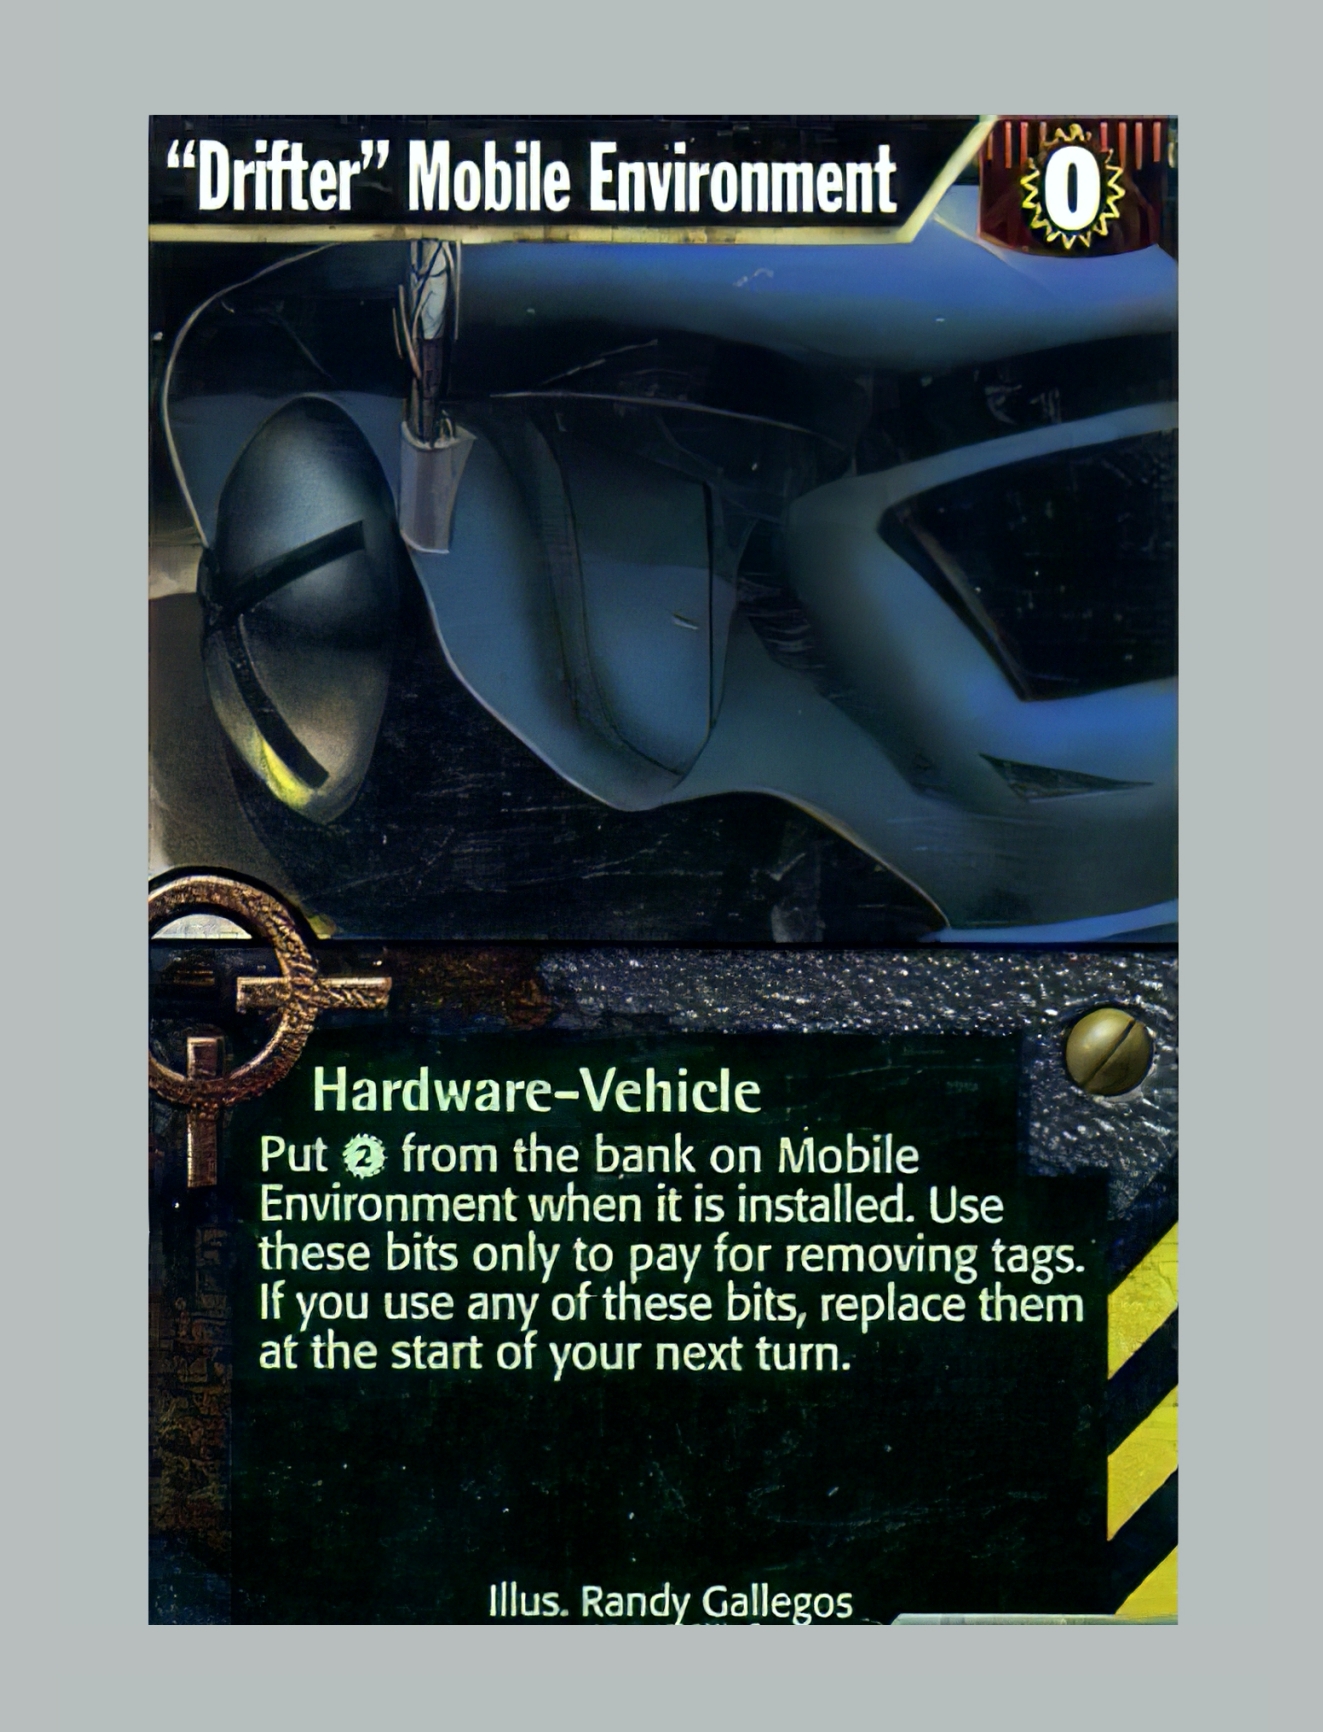 “Drifter” Mobile Environment
0
Hardware–Vehicle
Put 2 from the bank on Mobile
Environment when it is installed. Use
these bits only to pay for removing tags.
If you use any of these bits, replace them
at the start of your next turn.
Illus. Randy Gallegos